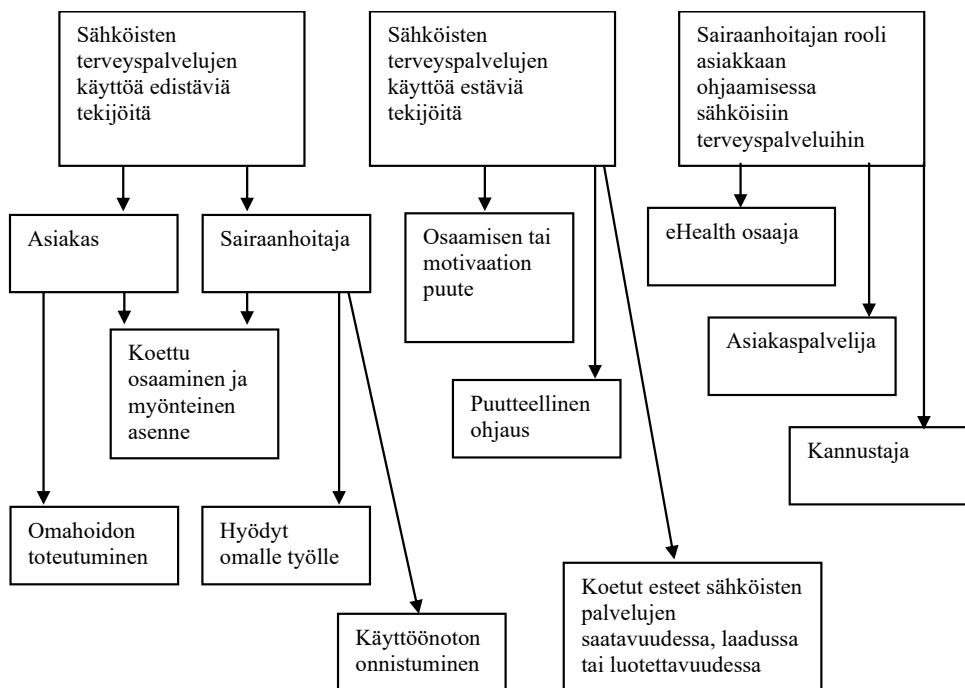 Sähköisten
terveyspalvelujen
käyttöä edistäviä
tekijöitä
Sähköisten
terveyspalvelujen
käyttöä estäviä
tekijöitä
Sairaanhoitajan rooli
asiakkaan
ohjaamisessa
sähköisiin
terveyspalveluihin
Asiakas
Sairaanhoitaja
Osaamisen tai
motivaation
puute
eHealth osaaja
Koettu
osaaminen ja
myönteinen
asenne
Asiakaspalvelija
Puutteellinen
ohjaus
Kannustaja
Omahoidon
toteutuminen
Hyödyt
omalle työlle
Käyttöönoton
onnistuminen
Koetut esteet sähköisten
palvelujen
saatavuudessa, laadussa
tai luotettavuudessa